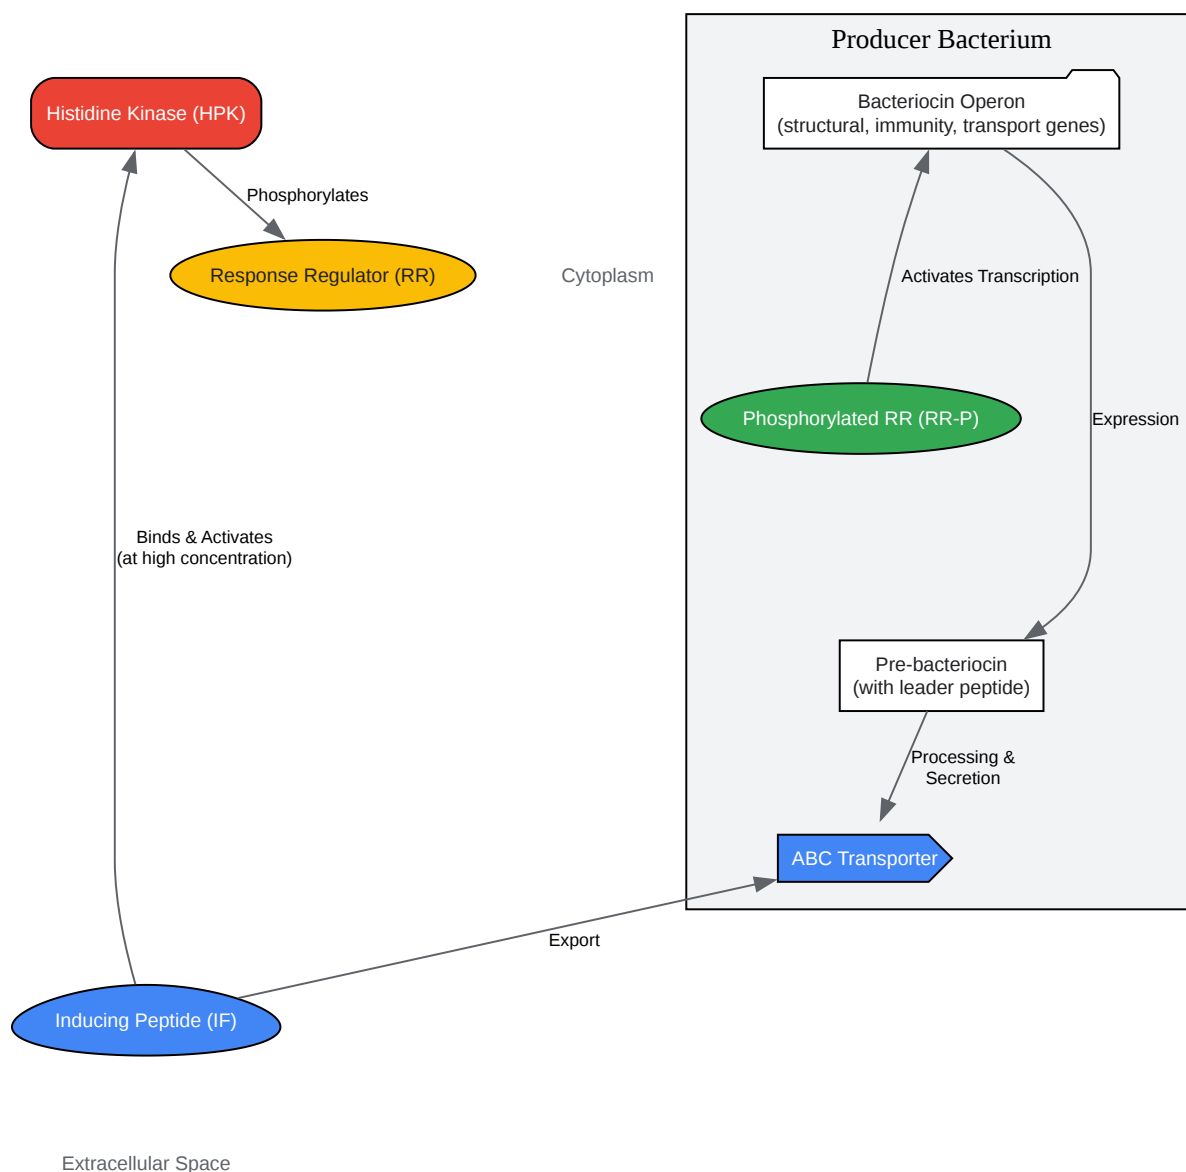 Producer Bacterium
Histidine Kinase (HPK)
Bacteriocin Operon
(structural, immunity, transport genes)
Phosphorylates
Response Regulator (RR)
Cytoplasm
Activates Transcription
Phosphorylated RR (RR-P)
Expression
Binds & Activates
(at high concentration)
Pre-bacteriocin
(with leader peptide)
Processing &
Secretion
ABC Transporter
Export
Inducing Peptide (IF)
Extracellular Space